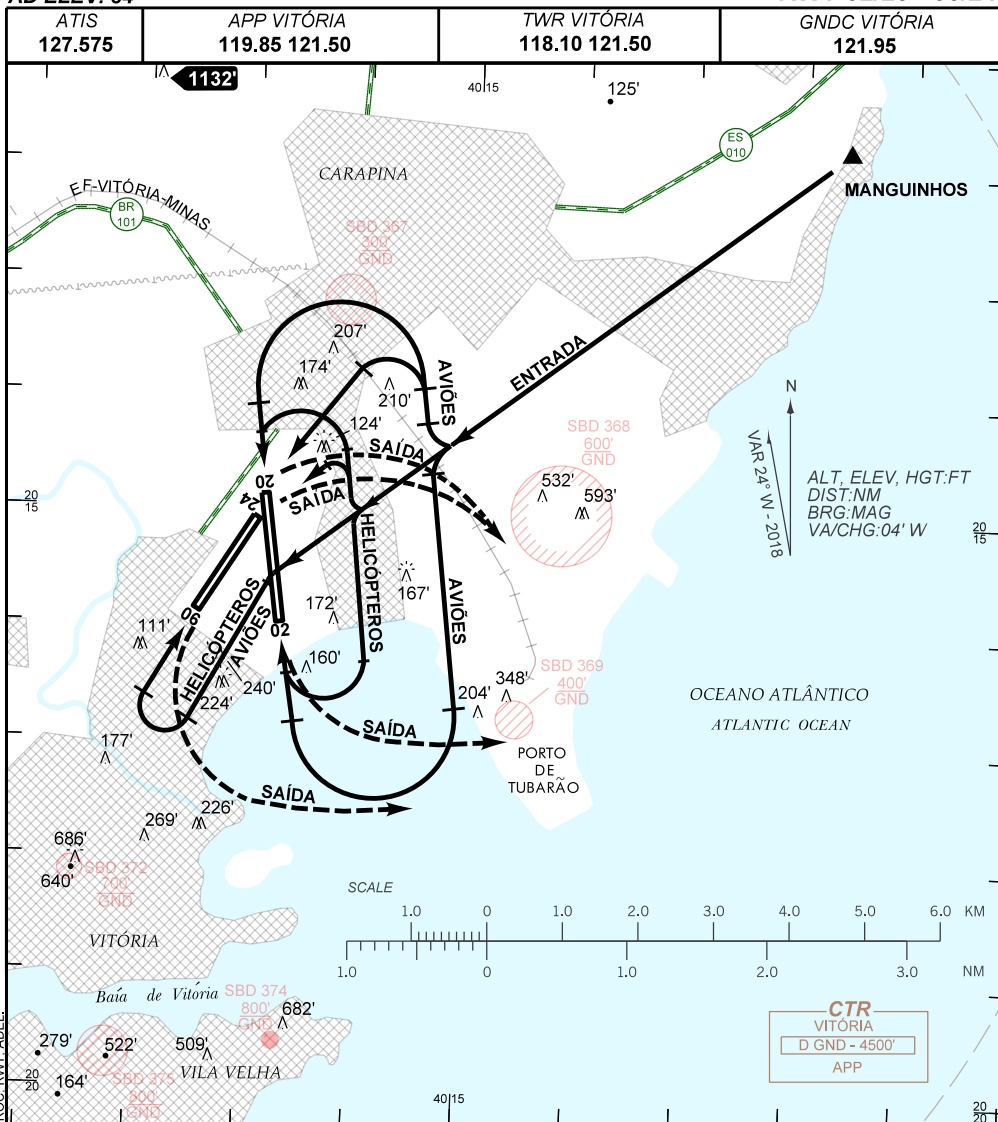 ATIS
127.575
APP VITÓRIA
119.85 121.50
TWR VITÓRIA
118.10 121.50
GNDC VITÓRIA
121.95
1132'
40 15
125'
ES
010
CARAPINA
MANGUINHOS
EF-VITÓRIA-MINAS
BR
101
SBD 367
300'
GND
207'
174'
210'
AVIÕES
ENTRADA
124'
SAÍDA
SAÍDA
SBD 368
600'
GND
532'
593'
N
VAR 24° W - 2018
ALT, ELEV, HGT:FT
DIST:NM
BRG:MAG
VA/CHG:04' W
20
15
20
15
20
24
06
02
HELICÓPTEROS
AVIÕES
HELICÓPTEROS
AVIÕES
167'
172'
111'
160'
240'
224'
SBD 369
400'
GND
348'
204'
OCEANO ATLÂNTICO
ATLANTIC OCEAN
177'
SAÍDA
PORTO
DE
TUBARÃO
SAÍDA
226'
269'
686'
640'
SBD 372
700'
GND
VITÓRIA
SCALE
1.0 0 1.0 2.0 3.0 4.0 5.0 6.0 KM
1.0 0 1.0 2.0 3.0 NM
Baía de Vitória
SBD 374
800'
GND
682'
279'
522'
509'
VILA VELHA
164'
SBD 375
800'
GND
20
20
40 15
20
20
CTR
VITÓRIA
D GND - 4500'
APP